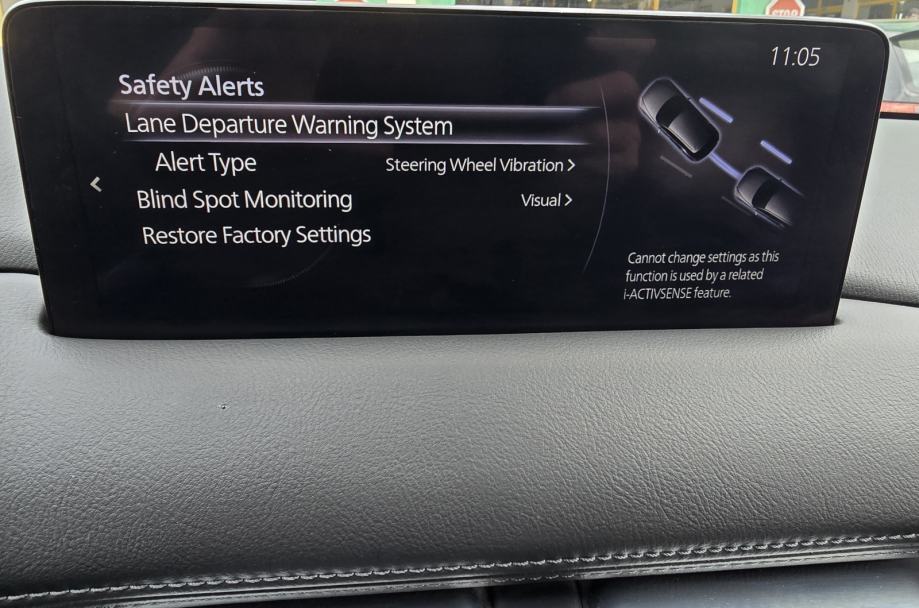 STOP
11:05
Safety Alerts
Lane Departure Warning System
Alert Type Steering Wheel Vibration >
Blind Spot Monitoring Visual >
Restore Factory Settings
Cannot change settings as this
function is used by a related
i-ACTIVSENSE feature.